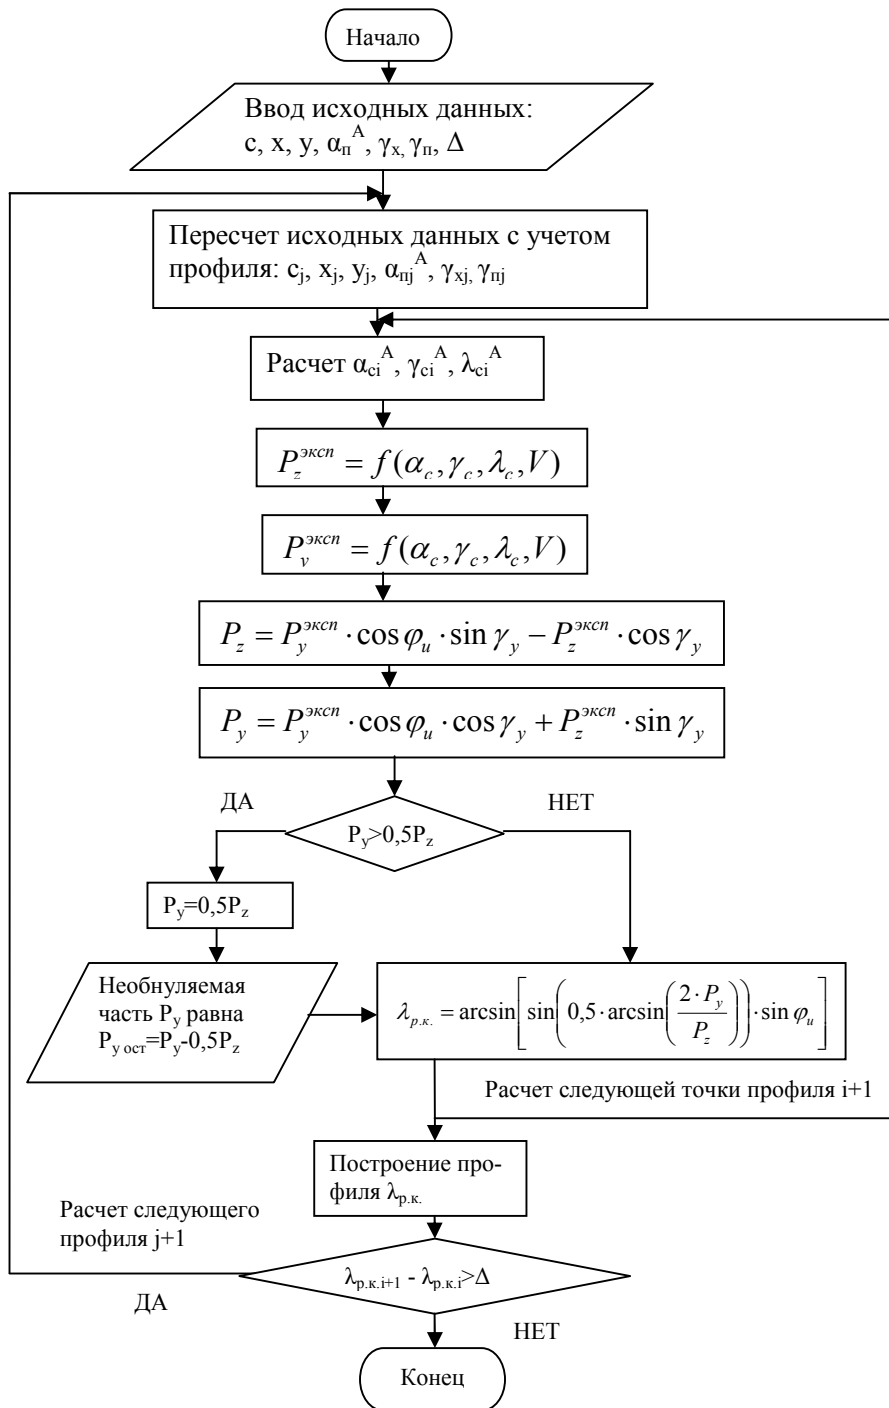 Начало
Ввод исходных данных:
c, x, y, αп^A, γx, γп, Δ
Пересчет исходных данных с учетом
профиля: cj, xj, yj, αпj^A, γxj, γпj
Расчет αci^A, γci^A, λci^A
Pz^эксп = f(αc, γc, λc, V)
Py^эксп = f(αc, γc, λc, V)
Pz = Py^эксп · cos φu · sin γy − Pz^эксп · cos γy
Py = Py^эксп · cos φu · cos γy + Pz^эксп · sin γy
ДА
НЕТ
Py>0,5Pz
Py=0,5Pz
Необнуляемая
часть Py равна
Py ост=Py-0,5Pz
λр.к. = arcsin[sin(0,5 · arcsin(2 · Py / Pz)) · sin φu]
Расчет следующей точки профиля i+1
Построение про-
филя λр.к.
Расчет следующего
профиля j+1
λр.к.i+1 - λр.к.i>Δ
ДА
НЕТ
Конец